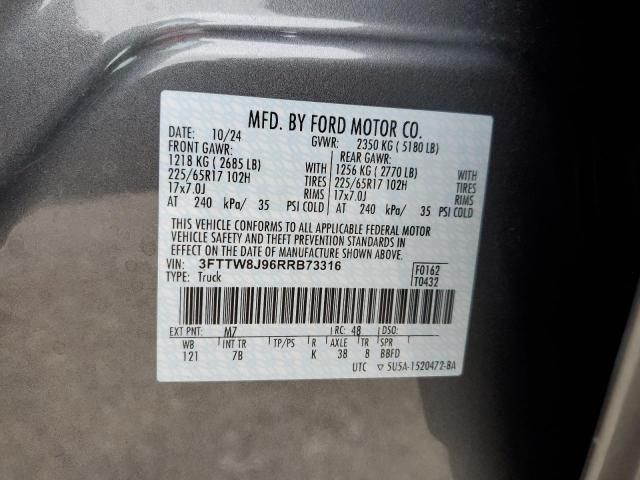 MFD. BY FORD MOTOR CO.
DATE: 10/24 GVWR: 2350 KG ( 5180 LB)
FRONT GAWR: REAR GAWR:
1218 KG ( 2685 LB) WITH 1256 KG ( 2770 LB) WITH
225/65R17 102H TIRES 225/65R17 102H TIRES
17x7.0J RIMS 17x7.0J RIMS
AT 240 kPa/ 35 PSI COLD AT 240 kPa/ 35 PSI COLD
THIS VEHICLE CONFORMS TO ALL APPLICABLE FEDERAL MOTOR
VEHICLE SAFETY AND THEFT PREVENTION STANDARDS IN
EFFECT ON THE DATE OF MANUFACTURE SHOWN ABOVE.
VIN: 3FTTW8J96RRB73316 F0162
TYPE: Truck T0432
EXT PNT: M7 RC: 48 DSO:
WB INT TR TP/PS R AXLE TR SPR
121 7B K 38 8 BBFD
UTC ▽ 5U5A-1520472-BA